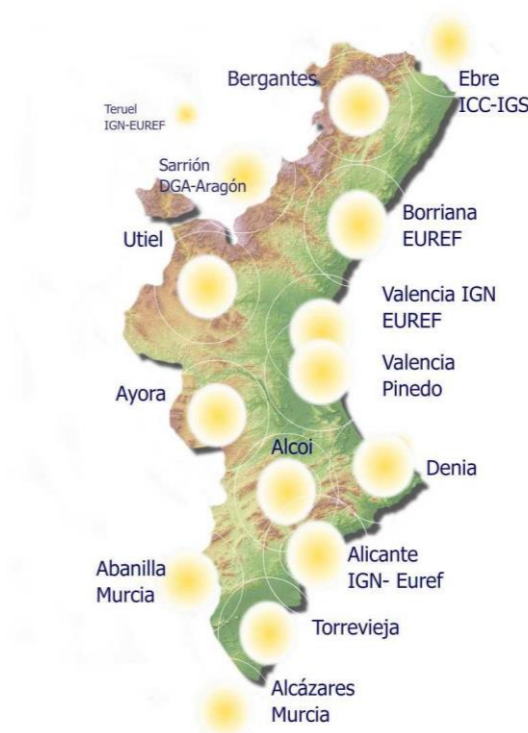 Bergantes
Ebre
ICC-IGS
Teruel
IGN-EUREF
Sarrión
DGA-Aragón
Borriana
EUREF
Utiel
Valencia IGN
EUREF
Valencia
Pinedo
Ayora
Alcoi
Denia
Alicante
IGN- Euref
Abanilla
Murcia
Torrevieja
Alcázares
Murcia